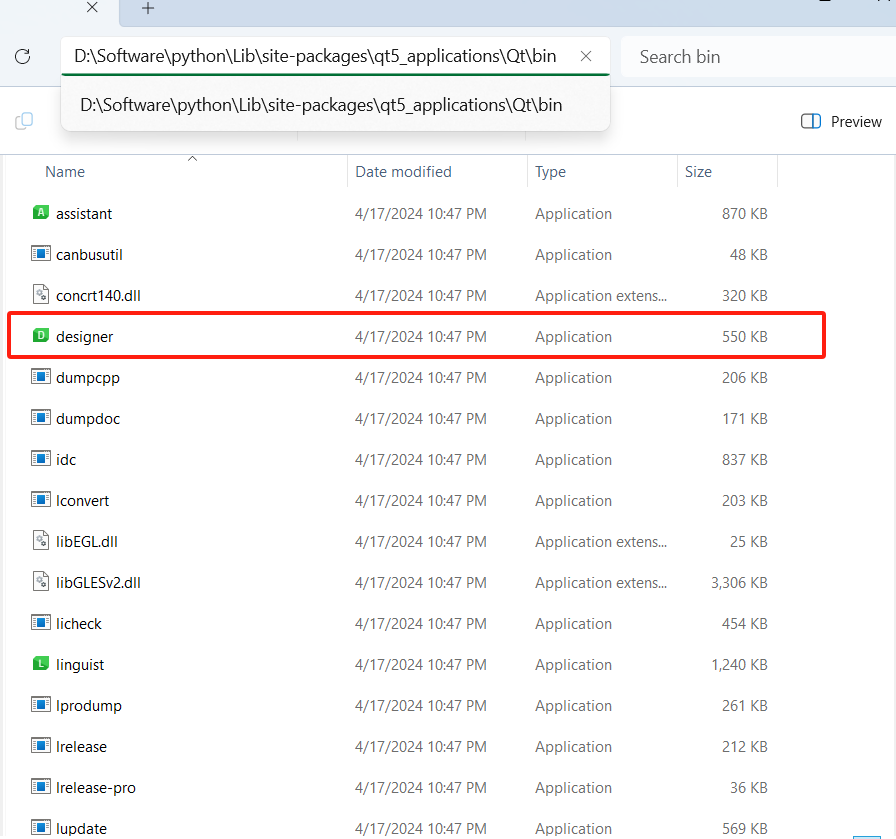 D:\Software\python\Lib\site-packages\qt5_applications\Qt\bin
Search bin
D:\Software\python\Lib\site-packages\qt5_applications\Qt\bin
Preview
Name Date modified Type Size
A assistant 4/17/2024 10:47 PM Application 870 KB
canbusutil 4/17/2024 10:47 PM Application 48 KB
concrt140.dll 4/17/2024 10:47 PM Application extens... 320 KB
D designer 4/17/2024 10:47 PM Application 550 KB
dumpcpp 4/17/2024 10:47 PM Application 206 KB
dumpdoc 4/17/2024 10:47 PM Application 171 KB
idc 4/17/2024 10:47 PM Application 837 KB
lconvert 4/17/2024 10:47 PM Application 203 KB
libEGL.dll 4/17/2024 10:47 PM Application extens... 25 KB
libGLESv2.dll 4/17/2024 10:47 PM Application extens... 3,306 KB
licheck 4/17/2024 10:47 PM Application 454 KB
L linguist 4/17/2024 10:47 PM Application 1,240 KB
lprodump 4/17/2024 10:47 PM Application 261 KB
lrelease 4/17/2024 10:47 PM Application 212 KB
lrelease-pro 4/17/2024 10:47 PM Application 36 KB
lupdate 4/17/2024 10:47 PM Application 569 KB